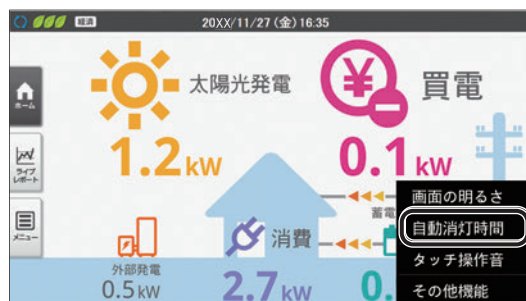 経済
20XX/11/27(金)16:35
ホーム
ライブ
レポート
メニュー
太陽光発電
1.2kW
買電
0.1kW
蓄電
外部発電
0.5kW
消費
2.7kW
0.
画面の明るさ
自動消灯時間
タッチ操作音
その他機能